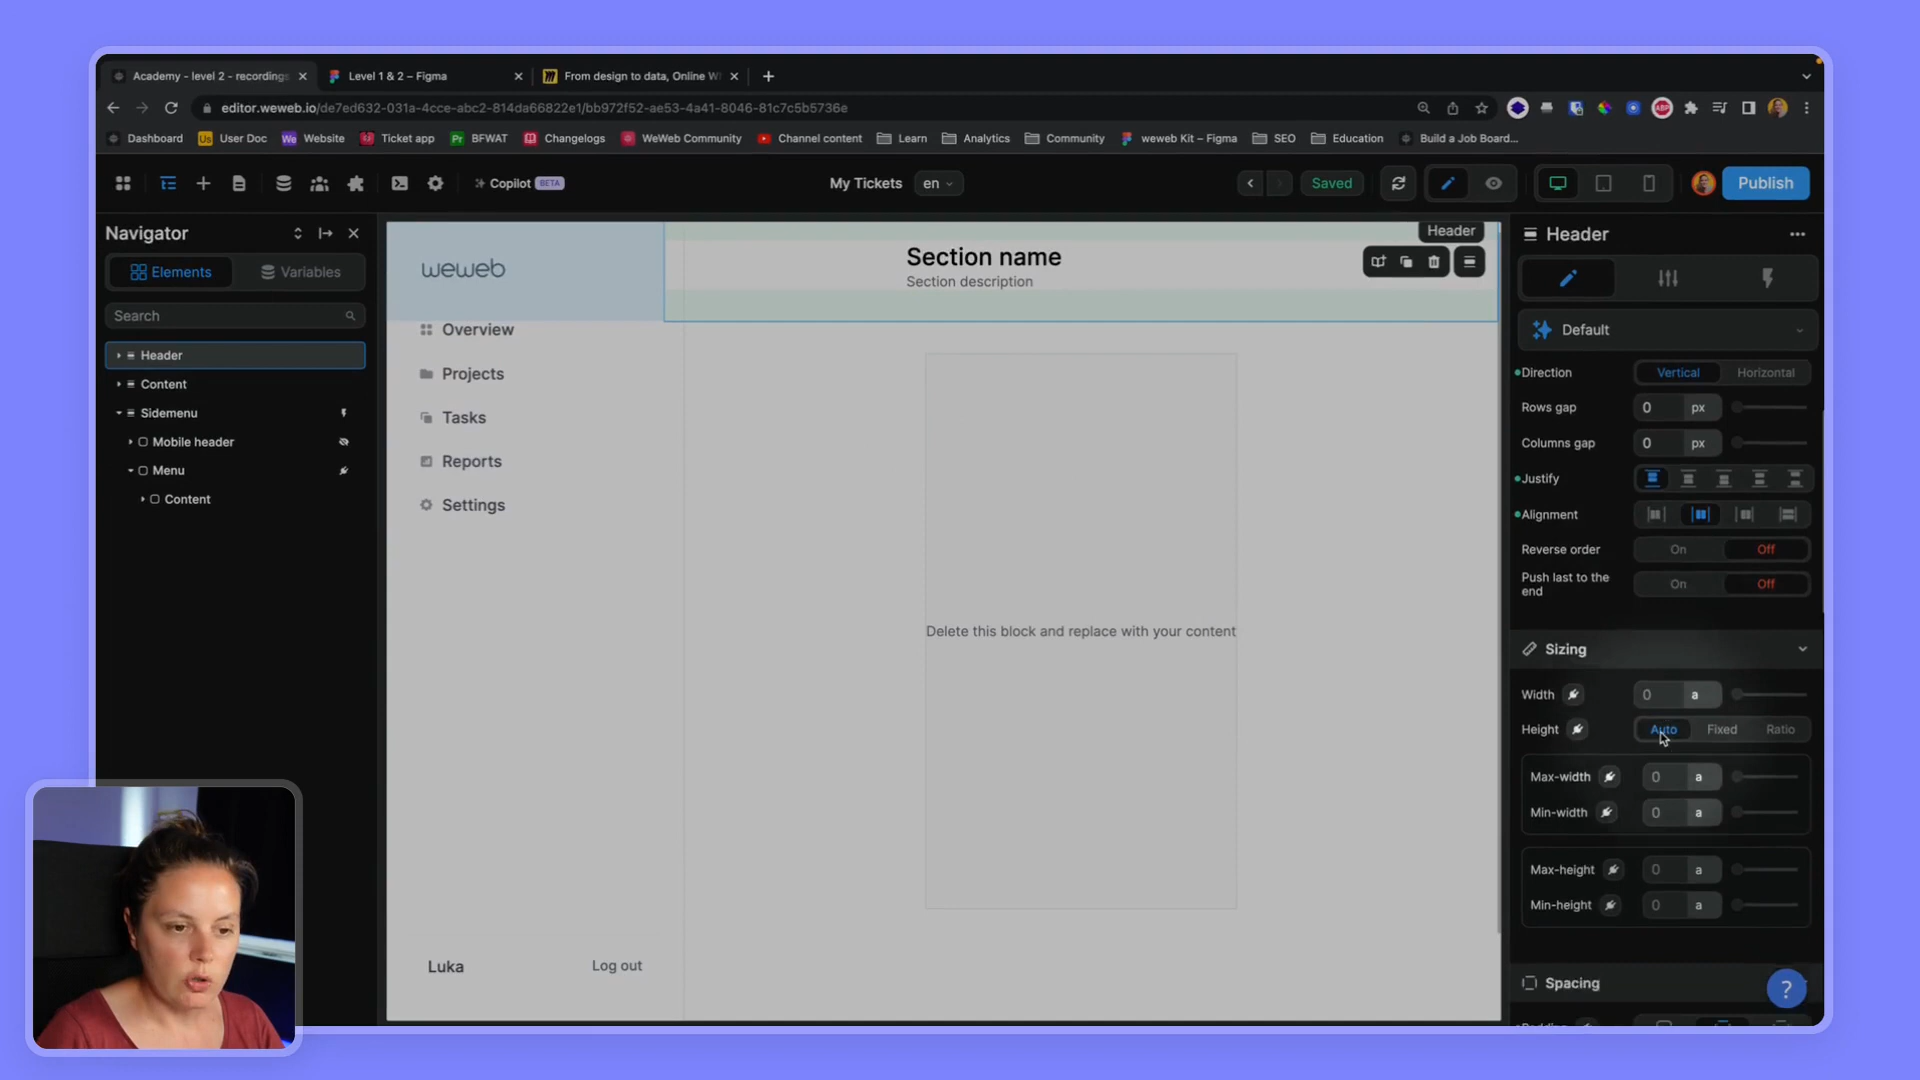 Academy - level 2 - recordings
Level 1 & 2 – Figma
From design to data, Online W
editor.weweb.io/de7ed632-031a-4cce-abc2-814da66822e1/bb972f52-ae53-4a41-8046-81c7c5b5736e
Dashboard
User Doc
Website
Ticket app
BFWAT
Changelogs
WeWeb Community
Channel content
Learn
Analytics
Community
weweb Kit – Figma
SEO
Education
Build a Job Board...
Copilot BETA
My Tickets
en
Saved
Publish
Navigator
Elements
Variables
Search
Header
Content
Sidemenu
Mobile header
Menu
Content
weweb
Overview
Projects
Tasks
Reports
Settings
Luka
Log out
Section name
Section description
Header
Delete this block and replace with your content
Header
Default
Direction
Vertical
Horizontal
Rows gap
0 px
Columns gap
0 px
Justify
Alignment
Reverse order
On
Off
Push last to the
end
On
Off
Sizing
Width
0 a
Height
Auto
Fixed
Ratio
Max-width
0 a
Min-width
0 a
Max-height
0 a
Min-height
0 a
Spacing
?